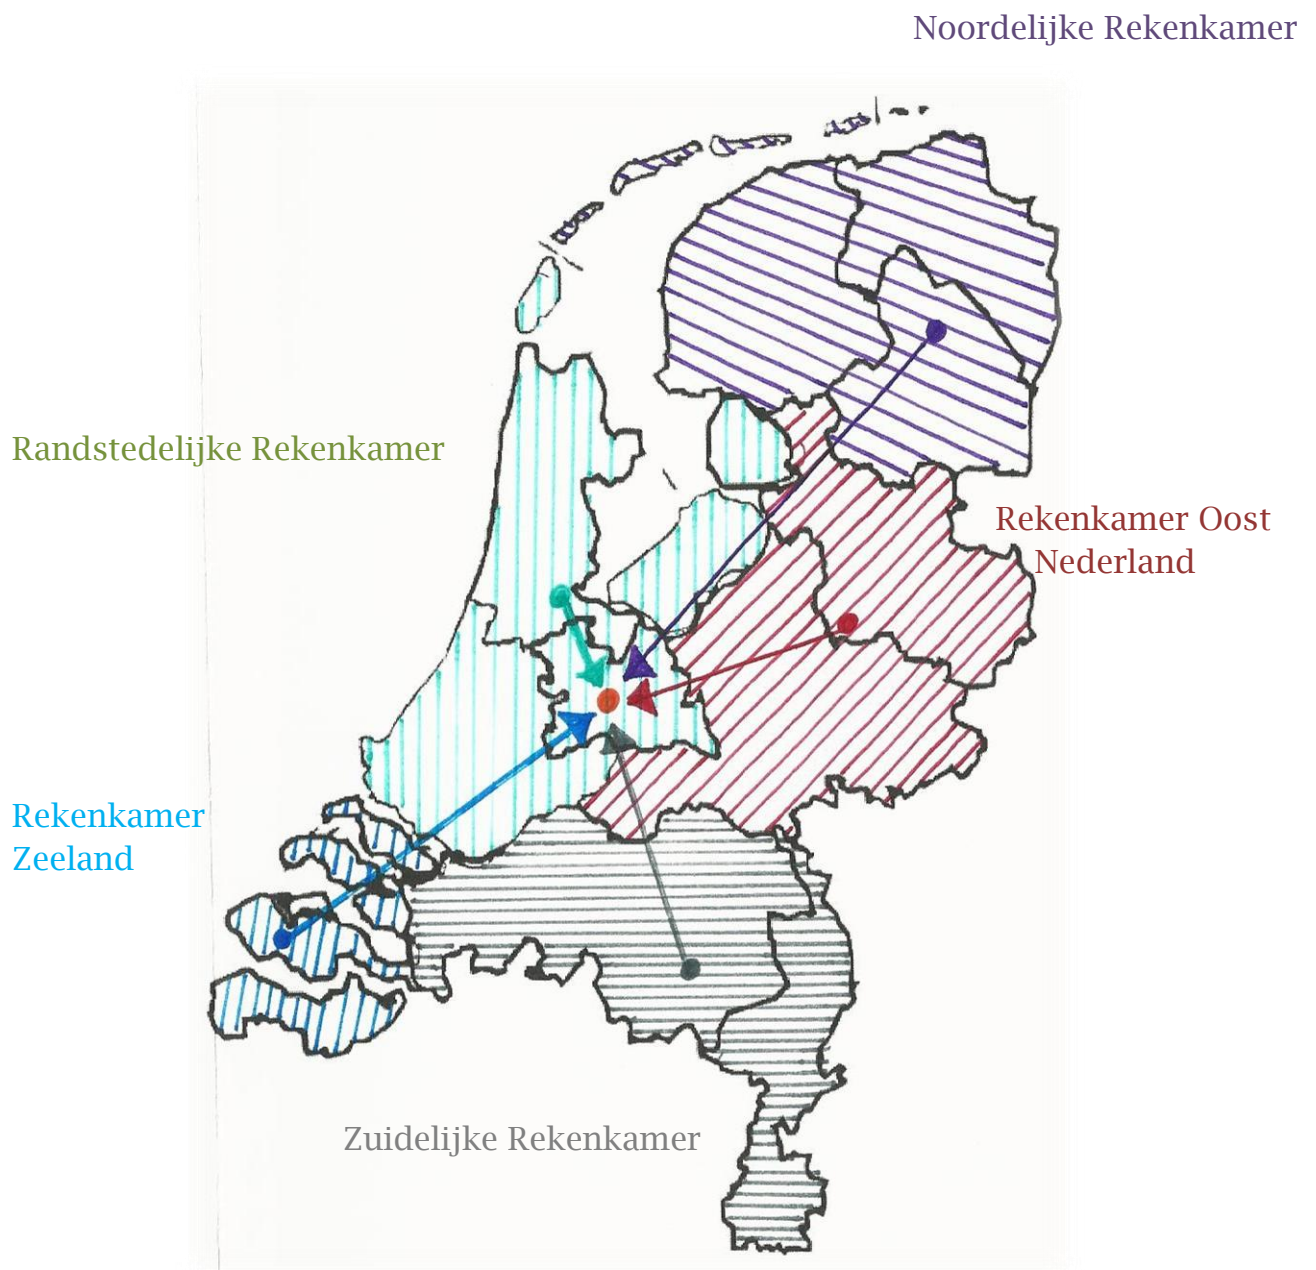 Noordelijke Rekenkamer
Randstedelijke Rekenkamer
Rekenkamer Oost
Nederland
Rekenkamer
Zeeland
Zuidelijke Rekenkamer